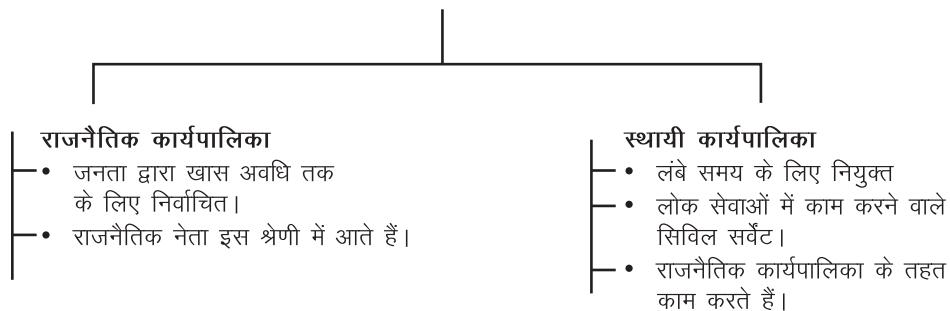 राजनैतिक कार्यपालिका
• जनता द्वारा खास अवधि तक
के लिए निर्वाचित।
• राजनैतिक नेता इस श्रेणी में आते हैं।
स्थायी कार्यपालिका
• लंबे समय के लिए नियुक्त
• लोक सेवाओं में काम करने वाले
सिविल सर्वेंट।
• राजनैतिक कार्यपालिका के तहत
काम करते हैं।